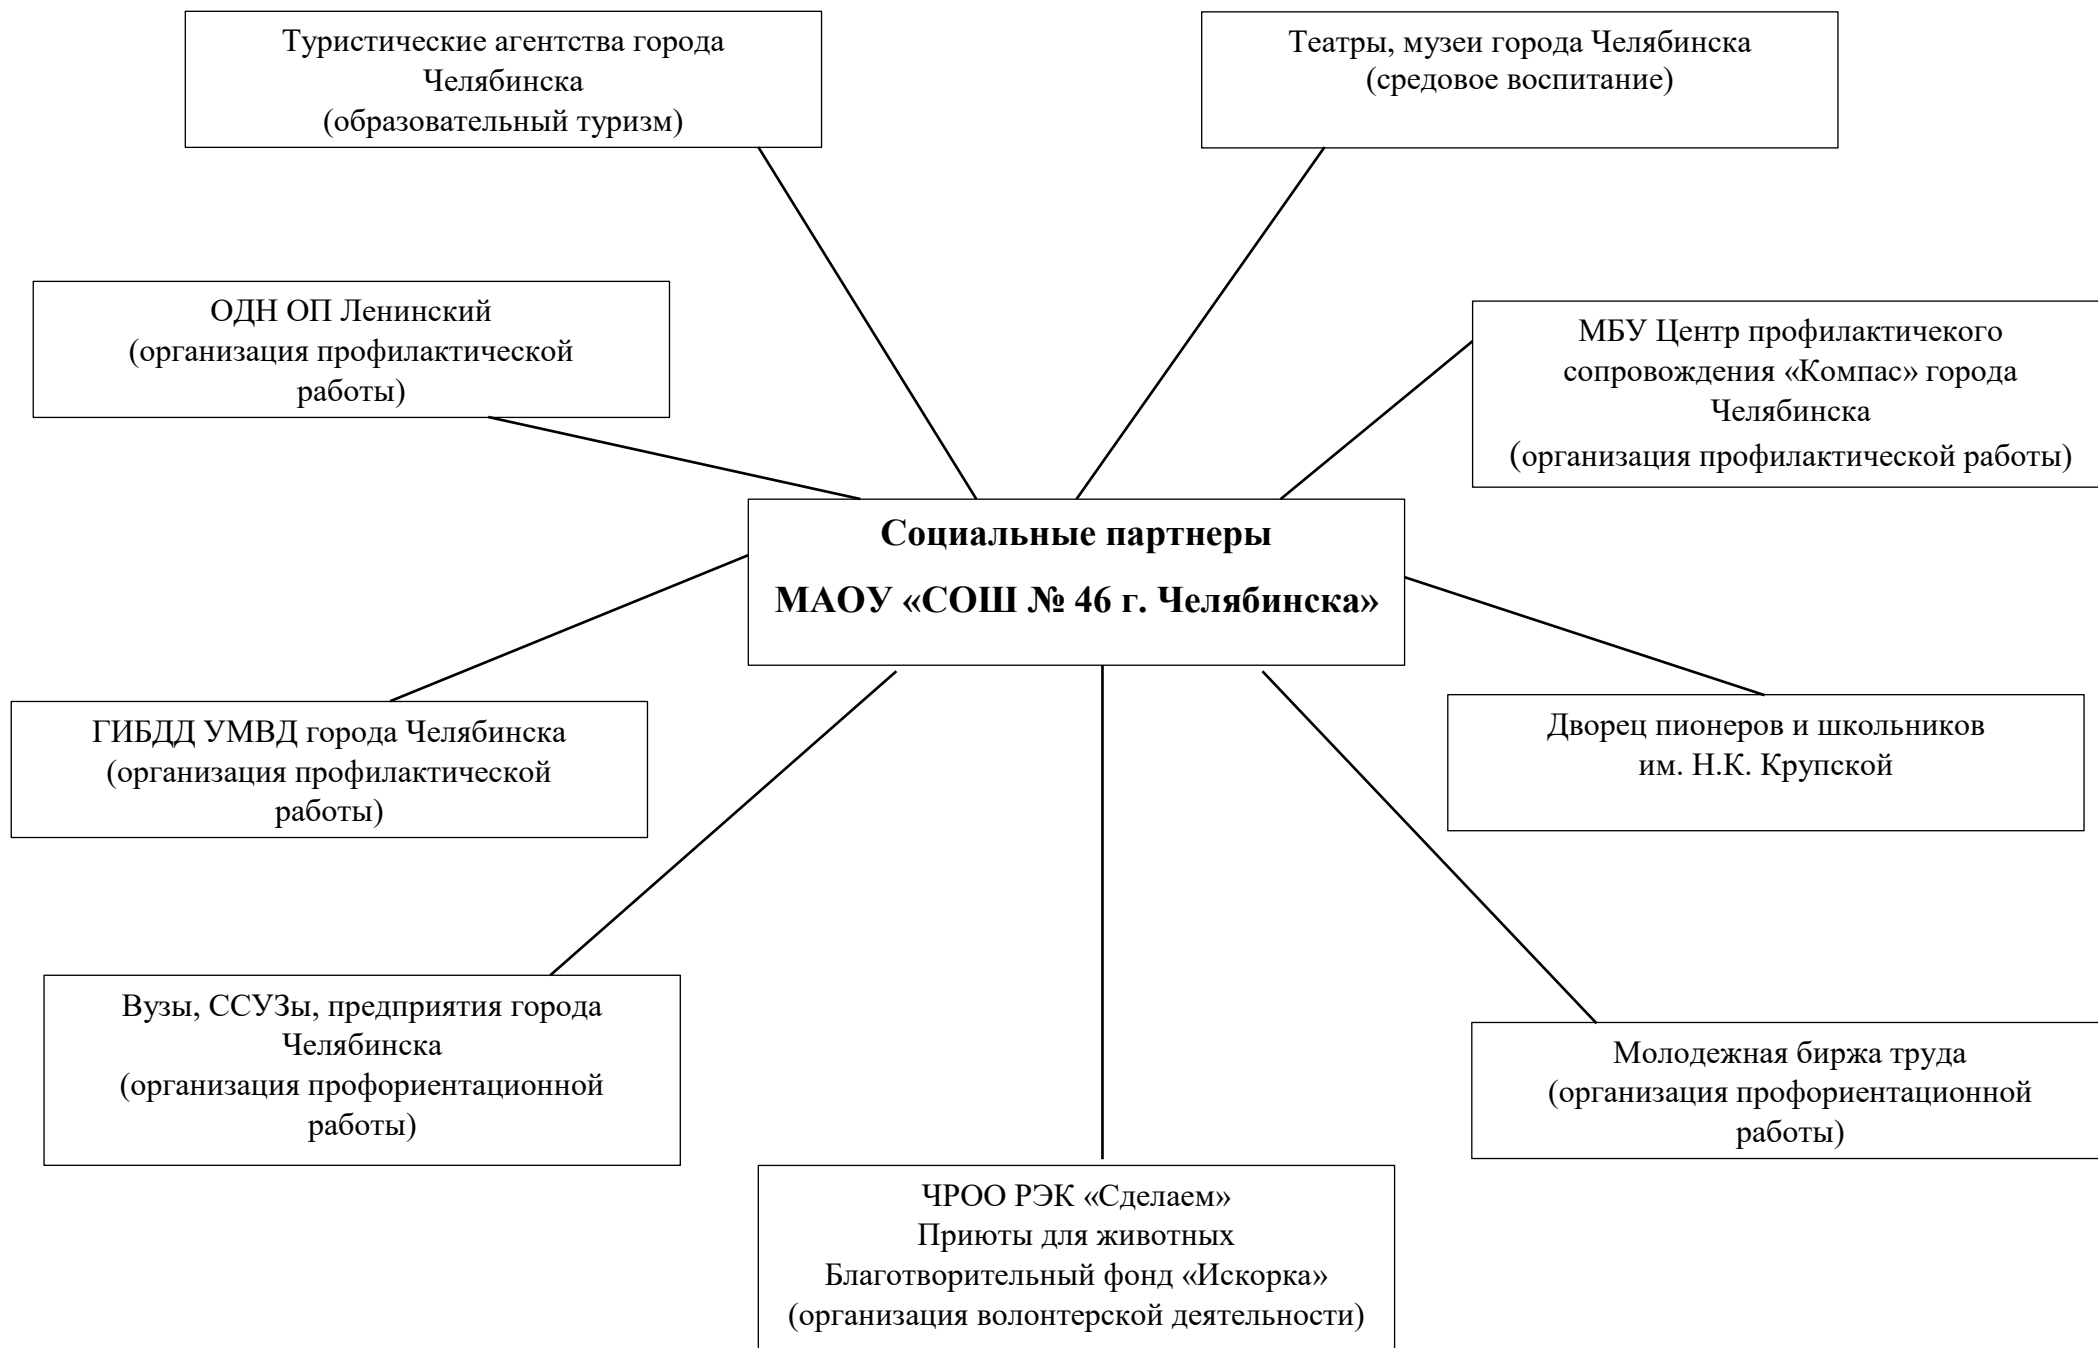 Туристические агентства города
Челябинска
(образовательный туризм)
Театры, музеи города Челябинска
(средовое воспитание)
ОДН ОП Ленинский
(организация профилактической
работы)
МБУ Центр профилактичекого
сопровождения «Компас» города
Челябинска
(организация профилактической работы)
Социальные партнеры
МАОУ «СОШ № 46 г. Челябинска»
ГИБДД УМВД города Челябинска
(организация профилактической
работы)
Дворец пионеров и школьников
им. Н.К. Крупской
Вузы, ССУЗы, предприятия города
Челябинска
(организация профориентационной
работы)
Молодежная биржа труда
(организация профориентационной
работы)
ЧРОО РЭК «Сделаем»
Приюты для животных
Благотворительный фонд «Искорка»
(организация волонтерской деятельности)